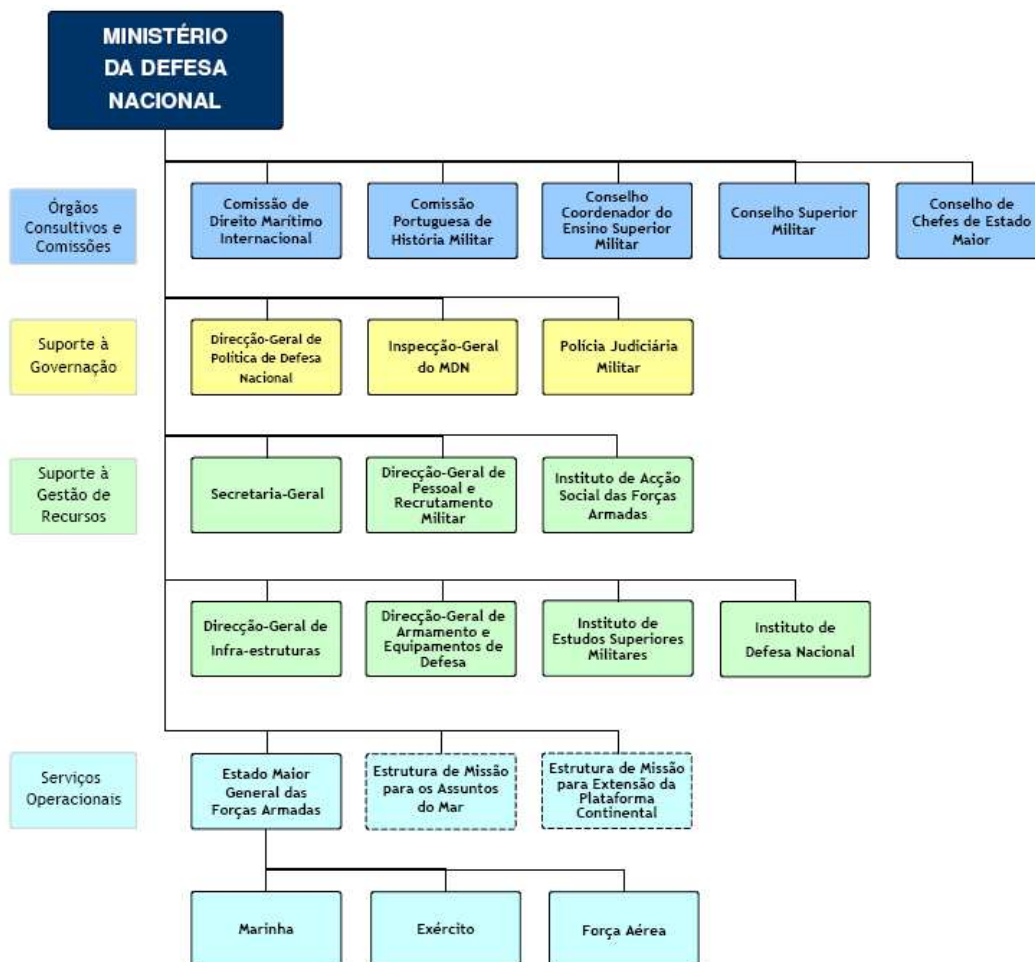 MINISTÉRIO
DA DEFESA
NACIONAL
Órgãos
Consultivos e
Comissões
Comissão de
Direito Marítimo
Internacional
Comissão
Portuguesa de
História Militar
Conselho
Coordenador do
Ensino Superior
Militar
Conselho Superior
Militar
Conselho de
Chefes de Estado
Maior
Suporte à
Governação
Direcção-Geral de
Política de Defesa
Nacional
Inspecção-Geral
do MDN
Polícia Judiciária
Militar
Suporte à
Gestão de
Recursos
Secretaria-Geral
Direcção-Geral de
Pessoal e
Recrutamento
Militar
Instituto de Acção
Social das Forças
Armadas
Direcção-Geral de
Infra-estruturas
Direcção-Geral de
Armamento e
Equipamentos de
Defesa
Instituto de
Estudos Superiores
Militares
Instituto de
Defesa Nacional
Serviços
Operacionais
Estado Maior
General das
Forças Armadas
Estrutura de Missão
para os Assuntos
do Mar
Estrutura de Missão
para Extensão da
Plataforma
Continental
Marinha
Exército
Força Aérea